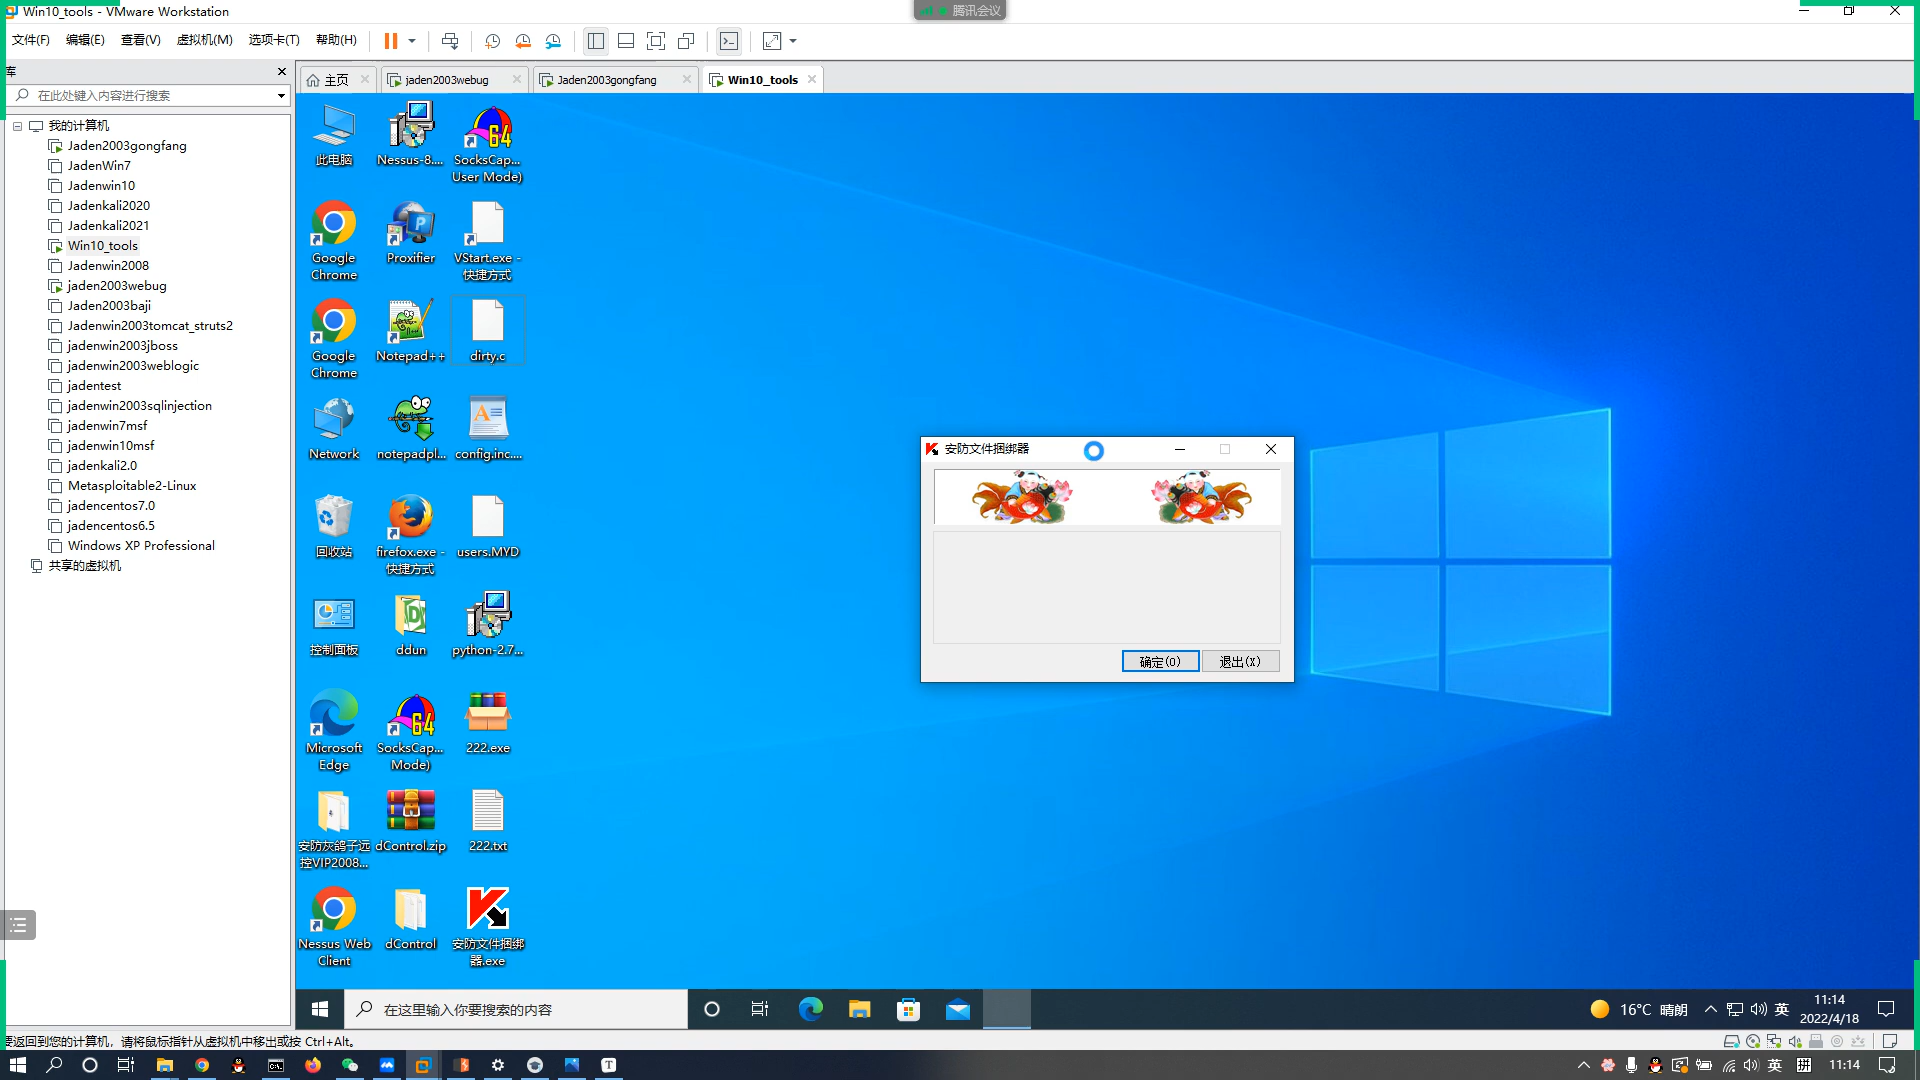 Win10_tools - VMware Workstation
腾讯会议
文件(F) 编辑(E) 查看(V) 虚拟机(M) 选项卡(T) 帮助(H)
库
在此处键入内容进行搜索
主页
jaden2003webug
Jaden2003gongfang
Win10_tools
我的计算机
Jaden2003gongfang
JadenWin7
Jadenwin10
Jadenkali2020
Jadenkali2021
Win10_tools
Jadenwin2008
jaden2003webug
Jaden2003baji
Jadenwin2003tomcat_struts2
jadenwin2003jboss
jadenwin2003weblogic
jadentest
jadenwin2003sqlinjection
jadenwin7msf
jadenwin10msf
jadenkali2.0
Metasploitable2-Linux
jadencentos7.0
jadencentos6.5
Windows XP Professional
共享的虚拟机
此电脑
Nessus-8....
SocksCap...
User Mode)
Google
Chrome
Proxifier
VStart.exe -
快捷方式
Google
Chrome
Notepad++
dirty.c
Network
notepadpl...
config.inc....
回收站
firefox.exe -
快捷方式
users.MYD
控制面板
ddun
python-2.7...
Microsoft
Edge
SocksCap...
Mode)
222.exe
安防灰鸽子远
控VIP2008...
dControl.zip
222.txt
Nessus Web
Client
dControl
安防文件捆绑
器.exe
安防文件捆绑器
确定(O)
退出(X)
在这里输入你要搜索的内容
16°C 晴朗
英
11:14
2022/4/18
要返回到您的计算机，请将鼠标指针从虚拟机中移出或按 Ctrl+Alt。
英
拼
11:14